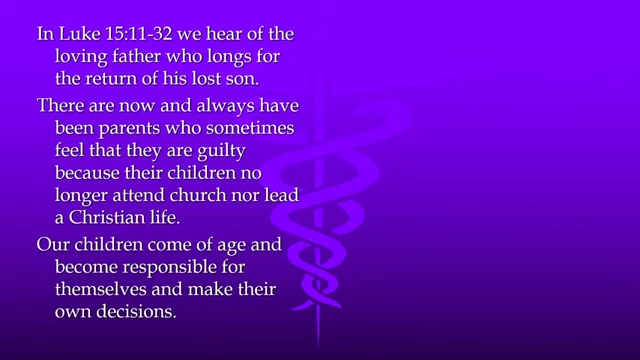 In Luke 15:11-32 we hear of the
loving father who longs for
the return of his lost son.
There are now and always have
been parents who sometimes
feel that they are guilty
because their children no
longer attend church nor lead
a Christian life.
Our children come of age and
become responsible for
themselves and make their
own decisions.